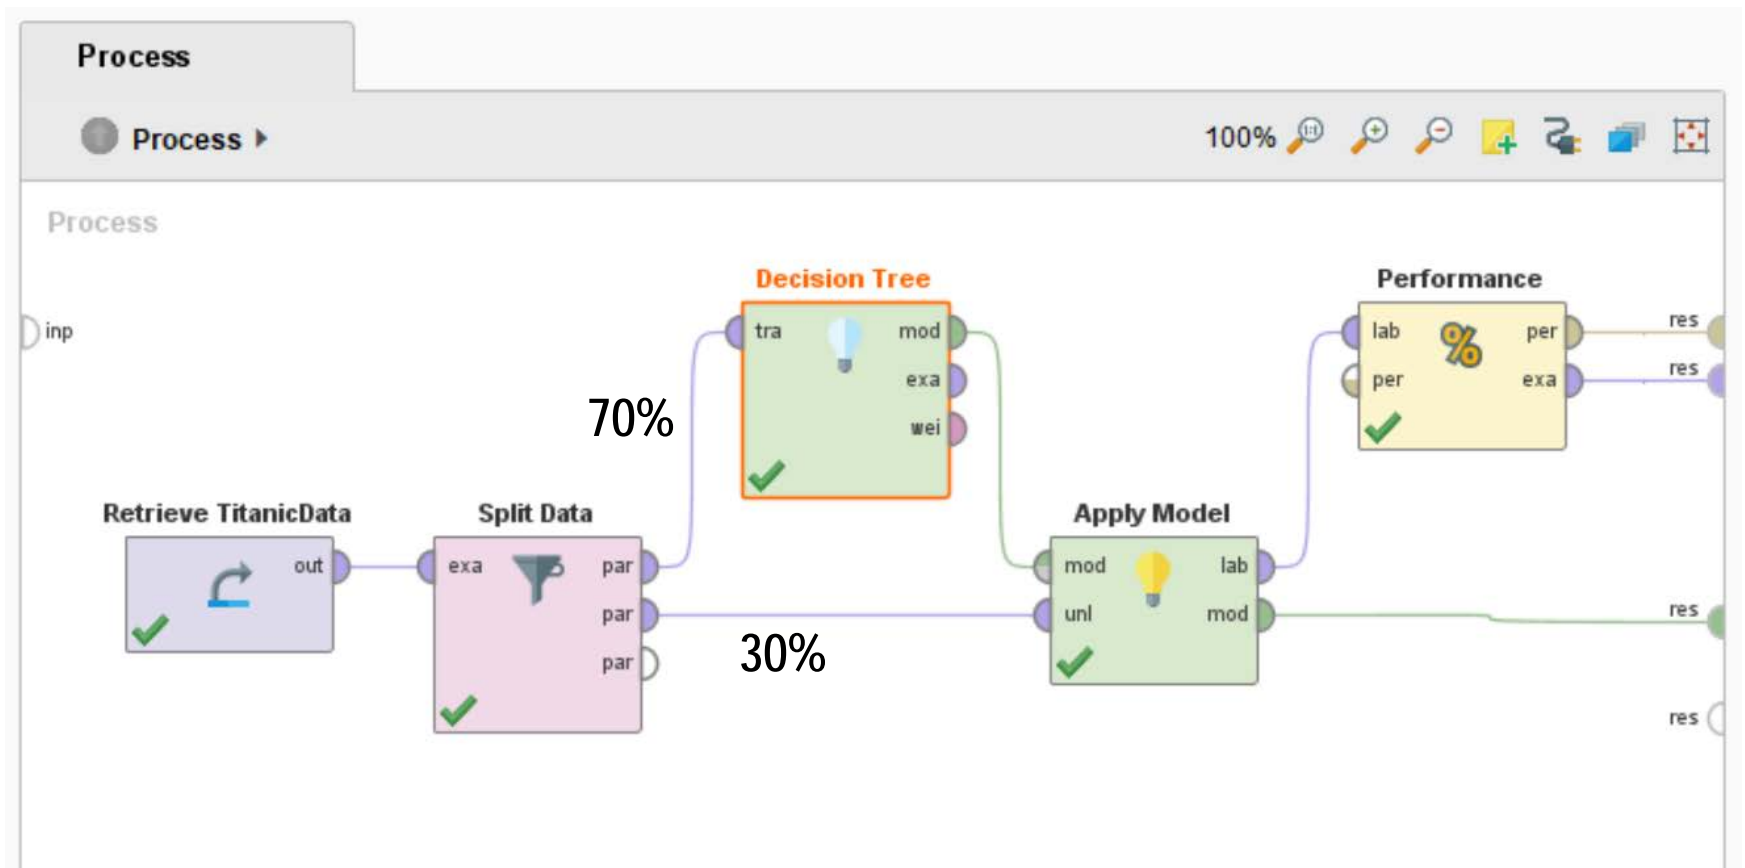 Process
Process
100%
Process
Decision Tree
Performance
inp
tra
mod
exa
wei
lab
per
per
exa
res
res
70%
Retrieve TitanicData
Split Data
Apply Model
out
exa
par
par
par
mod
lab
unl
mod
res
30%
res